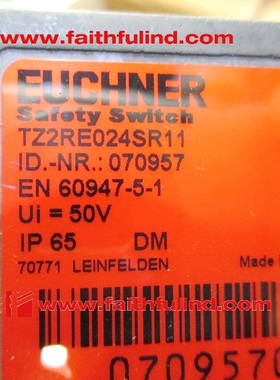 www.faithfulind.com
EUCHNER
Safety Switch
TZ2RE024SR11
ID.-NR.: 070957
EN 60947-5-1
Ui = 50V
IP 65 DM
70771 LEINFELDEN Made
www.faithfulind.com
070957